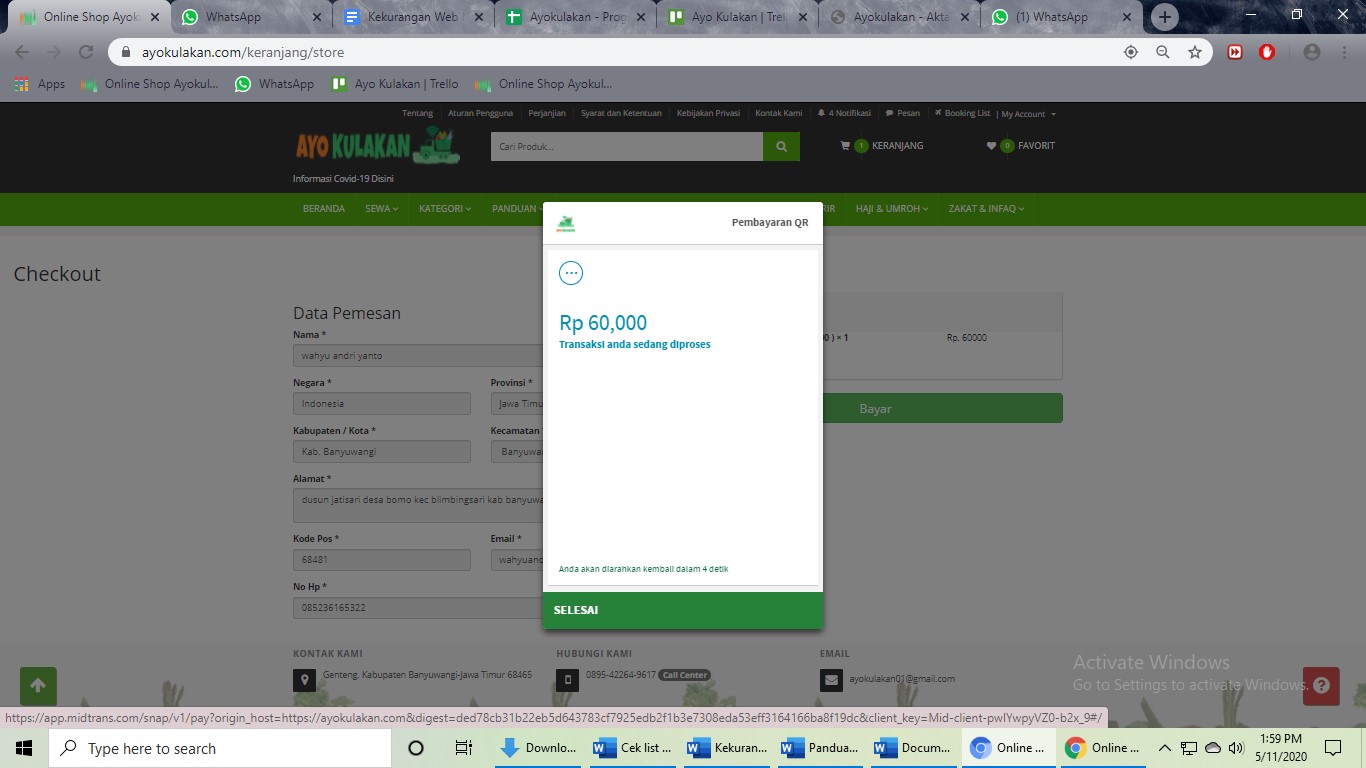 Online Shop Ayok
WhatsApp
Kekurangan Web
Ayokulakan - Prog
Ayo Kulakan | Trel
Ayokulakan - Akta
(1) WhatsApp
ayokulakan.com/keranjang/store
Apps
Online Shop Ayokul...
WhatsApp
Ayo Kulakan | Trello
Online Shop Ayokul...
Tentang
Aturan Pengguna
Perjanjian
Syarat dan Ketentuan
Kebijakan Privasi
Kontak Kami
4 Notifikasi
Pesan
Booking List
| My Account
AYO KULAKAN
Cari Produk...
1 KERANJANG
0 FAVORIT
Informasi Covid-19 Disini
BERANDA
SEWA
KATEGORI
PANDUAN
RIR
HAJI & UMROH
ZAKAT & INFAQ
Pembayaran QR
Checkout
Rp 60,000
Transaksi anda sedang diproses
Anda akan diarahkan kembali dalam 4 detik
SELESAI
Data Pemesan
Nama *
wahyu andri yanto
Negara *
Provinsi *
Indonesia
Jawa Timu
Kabupaten / Kota *
Kecamatan
Kab. Banyuwangi
Banyuwa
Alamat *
dusun jatisari desa bomo kec blimbingsari kab banyuwa
Kode Pos *
Email *
68481
wahyuand
No Hp *
085236165322
0 ) × 1
Rp. 60000
Bayar
KONTAK KAMI
HUBUNGI KAMI
EMAIL
Genteng. Kabupaten Banyuwangi-Jawa Timur 68465
0895-42264-9617 Call Center
ayokulakan01@gmail.com
Activate Windows
Go to Settings to activate Windows.
https://app.midtrans.com/snap/v1/pay?origin_host=https://ayokulakan.com&digest=ded78cb31b22eb5d643783cf7925edb2f1b3e7308eda53eff3164166ba8f19dc&client_key=Mid-client-pwlYwpyVZ0-b2x_9#/
Type here to search
Downlo...
Cek list ...
Kekuran...
Pandua...
Docum...
Online ...
Online ...
1:59 PM
5/11/2020